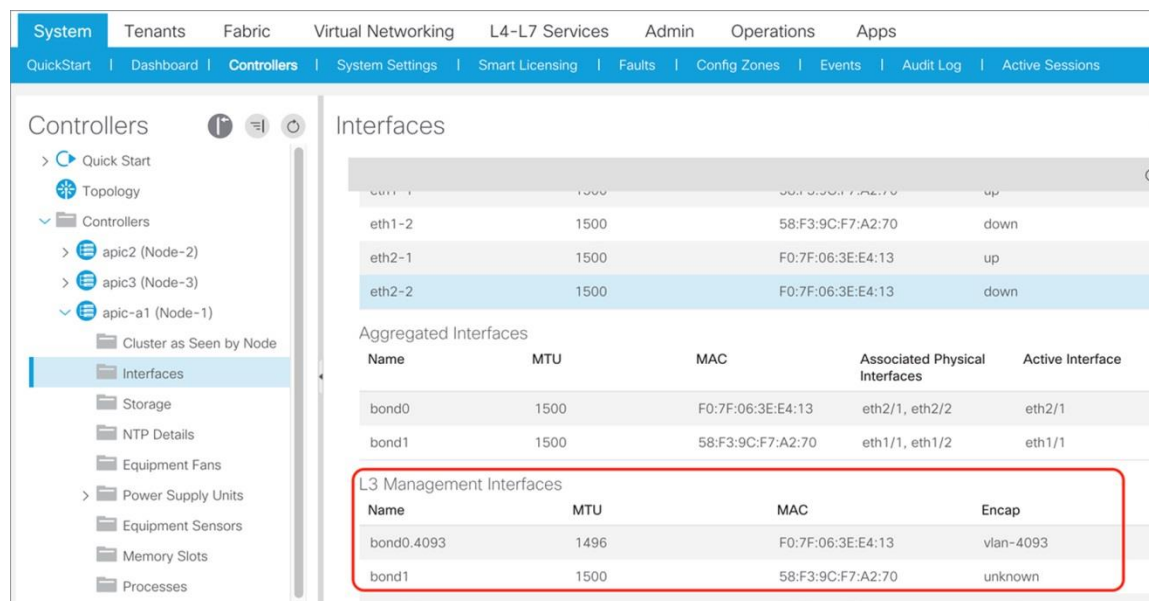 System Tenants Fabric Virtual Networking L4-L7 Services Admin Operations Apps
QuickStart | Dashboard | Controllers | System Settings | Smart Licensing | Faults | Config Zones | Events | Audit Log | Active Sessions
Controllers
Quick Start
Topology
Controllers
apic2 (Node-2)
apic3 (Node-3)
apic-a1 (Node-1)
Cluster as Seen by Node
Interfaces
Storage
NTP Details
Equipment Fans
Power Supply Units
Equipment Sensors
Memory Slots
Processes
Interfaces
eth1-2 1500 58:F3:9C:F7:A2:70 down
eth2-1 1500 F0:7F:06:3E:E4:13 up
eth2-2 1500 F0:7F:06:3E:E4:13 down
Aggregated Interfaces
Name MTU MAC Associated Physical Interfaces Active Interface
bond0 1500 F0:7F:06:3E:E4:13 eth2/1, eth2/2 eth2/1
bond1 1500 58:F3:9C:F7:A2:70 eth1/1, eth1/2 eth1/1
L3 Management Interfaces
Name MTU MAC Encap
bond0.4093 1496 F0:7F:06:3E:E4:13 vlan-4093
bond1 1500 58:F3:9C:F7:A2:70 unknown